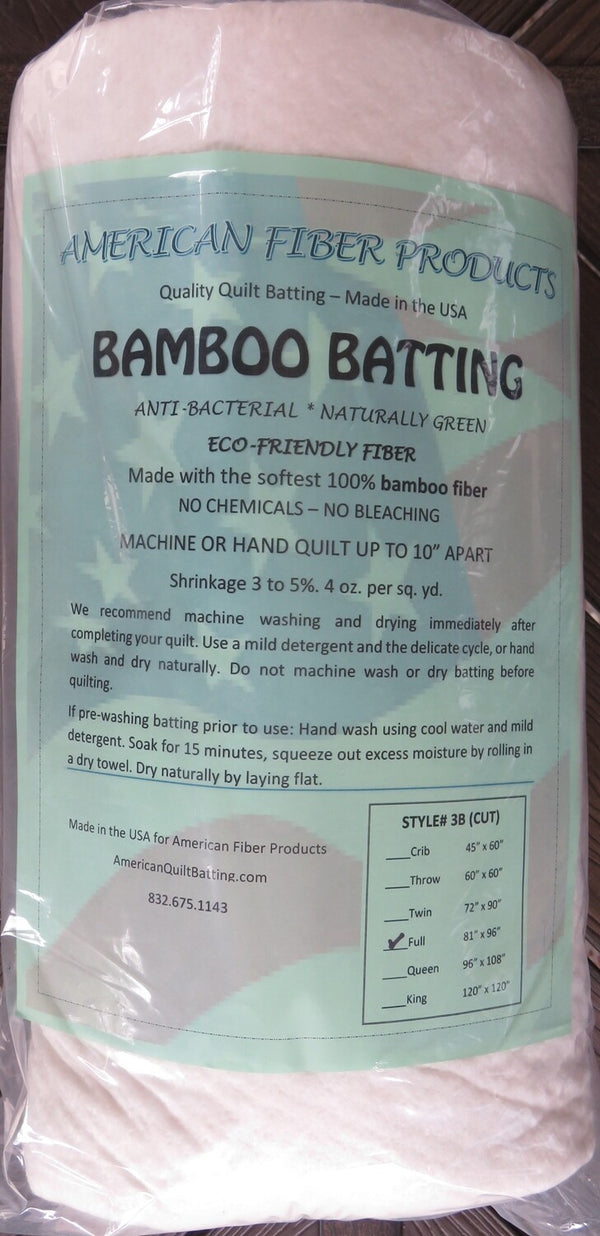 AMERICAN FIBER PRODUCTS
Quality Quilt Batting – Made in the USA
BAMBOO BATTING
ANTI-BACTERIAL * NATURALLY GREEN
ECO-FRIENDLY FIBER
Made with the softest 100% bamboo fiber
NO CHEMICALS – NO BLEACHING
MACHINE OR HAND QUILT UP TO 10” APART
Shrinkage 3 to 5%. 4 oz. per sq. yd.
We recommend machine washing and drying immediately after
completing your quilt. Use a mild detergent and the delicate cycle, or hand
wash and dry naturally. Do not machine wash or dry batting before
quilting.
If pre-washing batting prior to use: Hand wash using cool water and mild
detergent. Soak for 15 minutes, squeeze out excess moisture by rolling in
a dry towel. Dry naturally by laying flat.
Made in the USA for American Fiber Products
AmericanQuiltBatting.com
832.675.1143
STYLE# 3B (CUT)
___Crib 45” x 60”
___Throw 60” x 60”
___Twin 72” x 90”
_✔_Full 81” x 96”
___Queen 96” x 108”
___King 120” x 120”